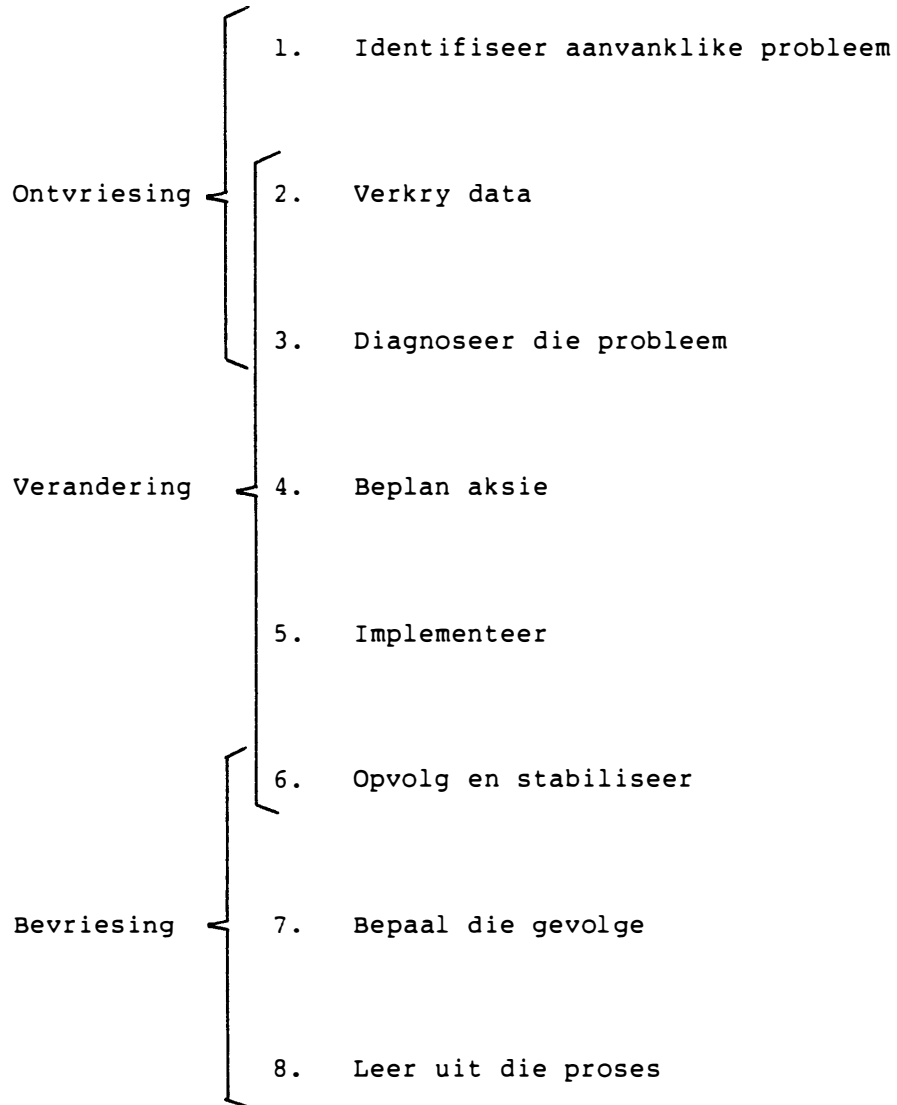 1. Identifiseer aanvanklike probleem
Ontvriesing 2. Verkry data
3. Diagnoseer die probleem
Verandering 4. Beplan aksie
5. Implementeer
6. Opvolg en stabiliseer
Bevriesing 7. Bepaal die gevolge
8. Leer uit die proses